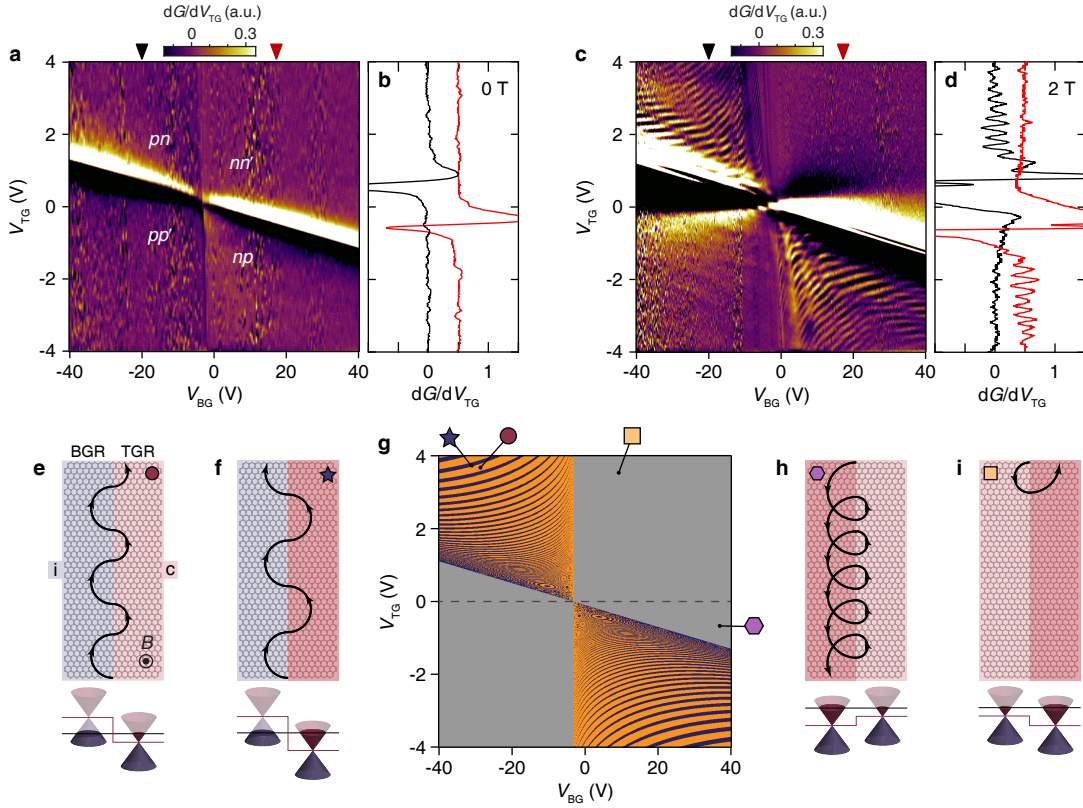 dG/dV_TG (a.u.)
0 0.3
a
4
2
0
-2
-4
V_TG (V)
pn
nn′
pp′
np
-40 -20 0 20 40
V_BG (V)
b
0 T
0 1
dG/dV_TG
dG/dV_TG (a.u.)
0 0.3
c
4
2
0
-2
-4
V_TG (V)
-40 -20 0 20 40
V_BG (V)
d
2 T
0 1
dG/dV_TG
e
BGR TGR
i
c
B
f
g
4
2
0
-2
-4
V_TG (V)
-40 -20 0 20 40
V_BG (V)
h
i